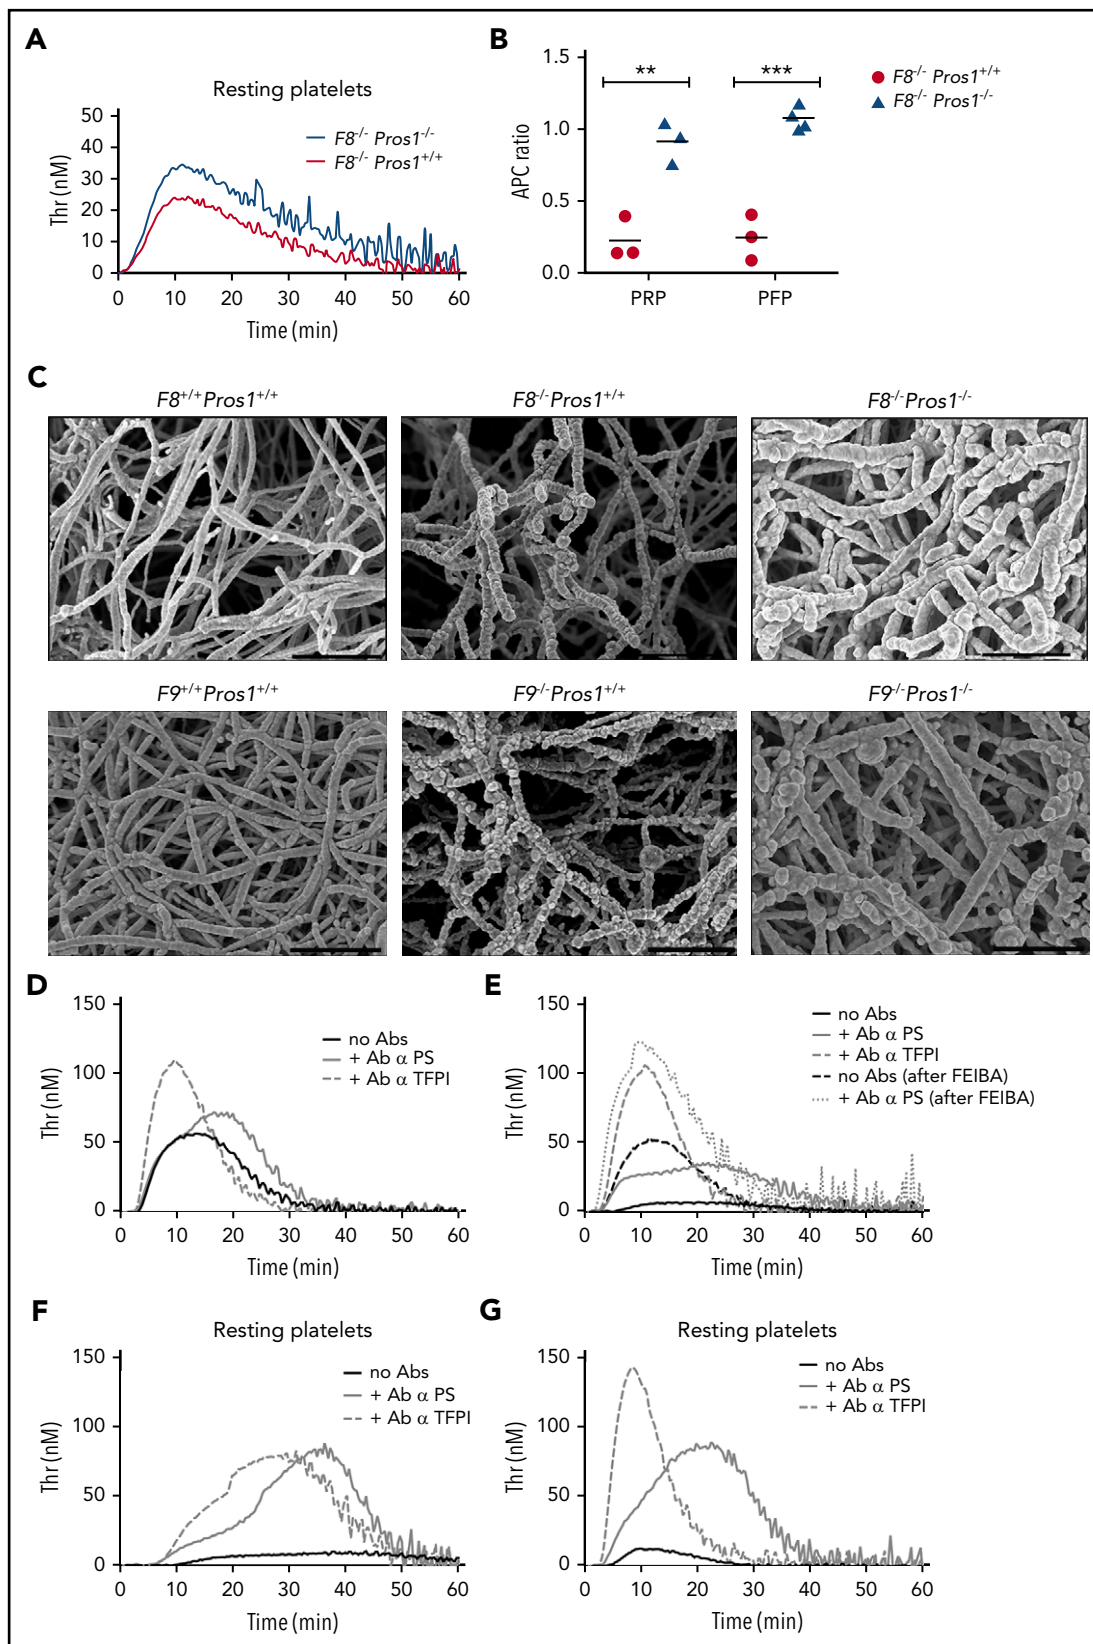 A
Resting platelets
50
40
30
20
10
0
Thr (nM)
F8-/- Pros1-/-
F8-/- Pros1+/+
0 10 20 30 40 50 60
Time (min)
B
1.5
1.0
0.5
0.0
APC ratio
** ***
F8-/- Pros1+/+
F8-/- Pros1-/-
PRP PFP
C
F8+/+Pros1+/+ F8-/-Pros1+/+ F8-/-Pros1-/-
F9+/+Pros1+/+ F9-/-Pros1+/+ F9-/-Pros1-/-
D
150
100
50
0
Thr (nM)
no Abs
+ Ab α PS
+ Ab α TFPI
0 10 20 30 40 50 60
Time (min)
E
150
100
50
0
Thr (nM)
no Abs
+ Ab α PS
+ Ab α TFPI
no Abs (after FEIBA)
+ Ab α PS (after FEIBA)
0 10 20 30 40 50 60
Time (min)
F
Resting platelets
150
100
50
0
Thr (nM)
no Abs
+ Ab α PS
+ Ab α TFPI
0 10 20 30 40 50 60
Time (min)
G
Resting platelets
150
100
50
0
Thr (nM)
no Abs
+ Ab α PS
+ Ab α TFPI
0 10 20 30 40 50 60
Time (min)